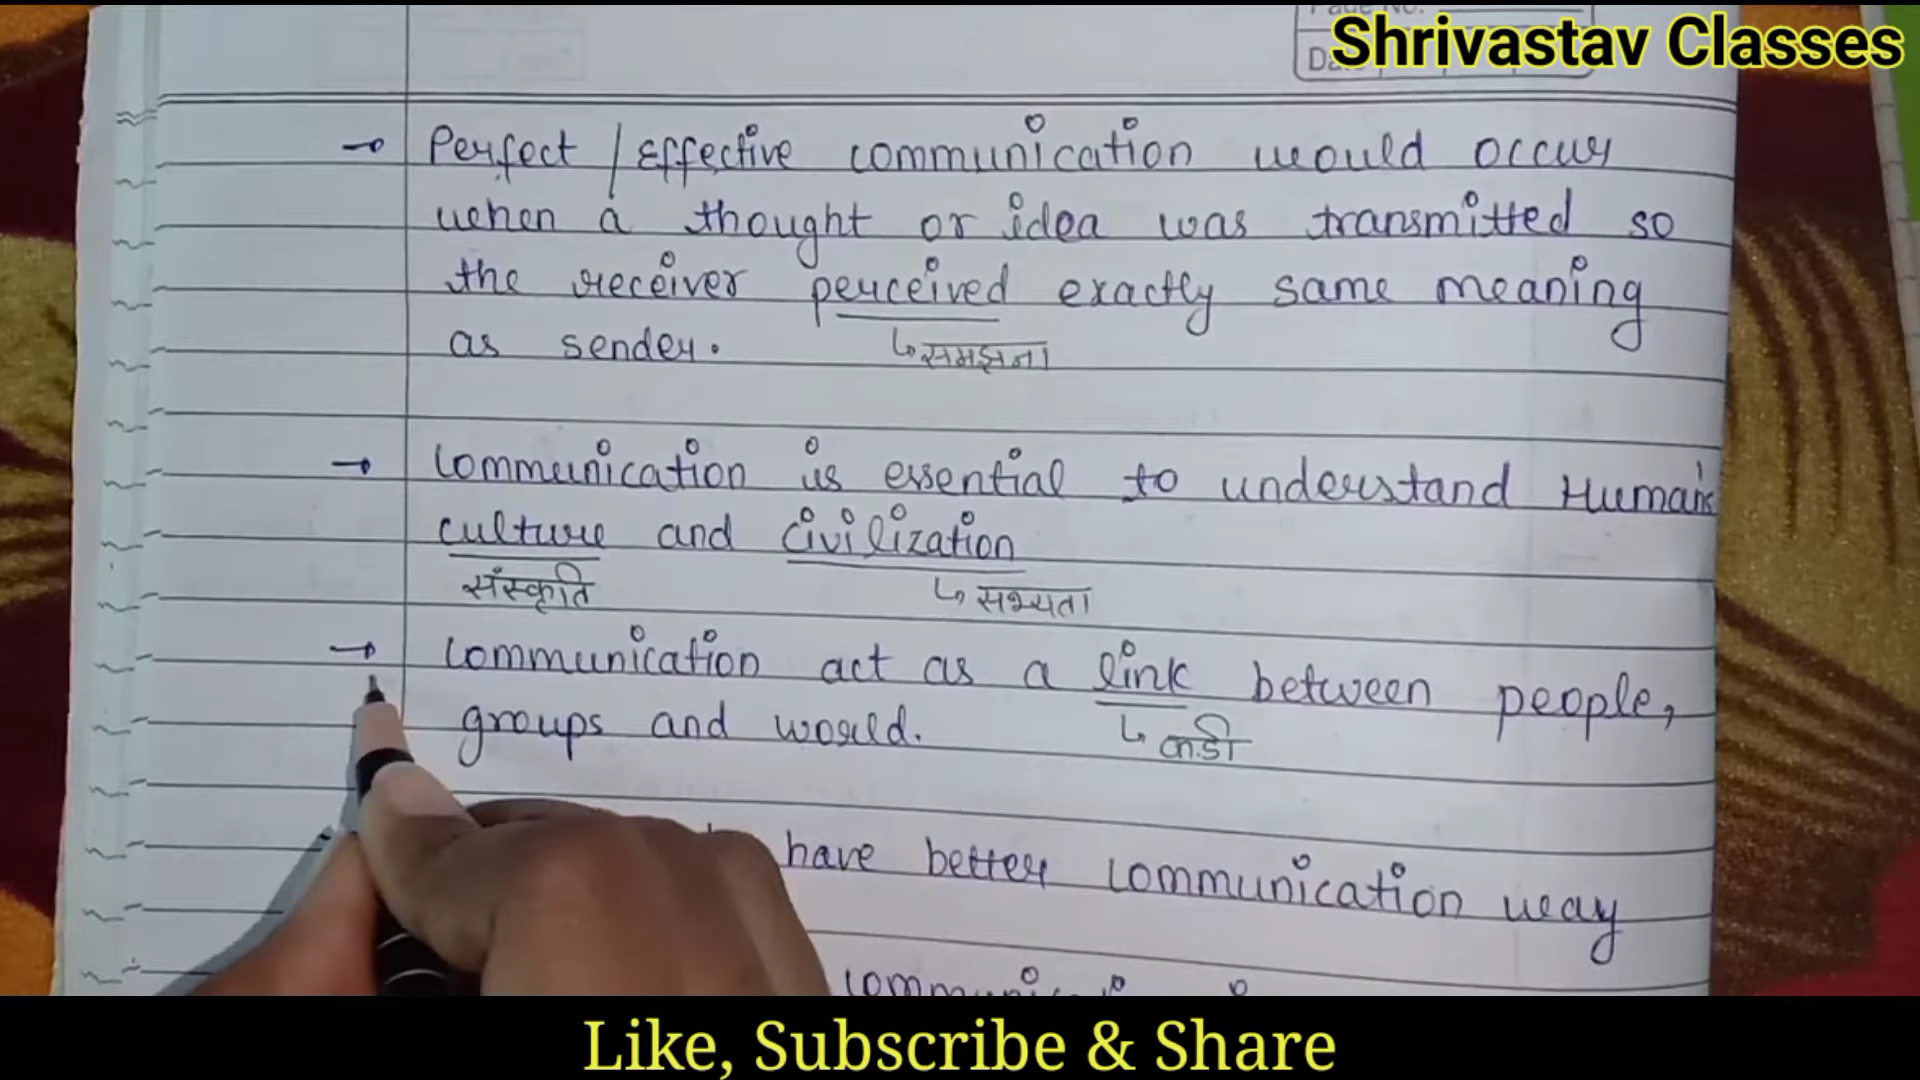 Page No.
Shrivastav Classes
→ Perfect / Effective communication would occur
when a thought or idea was transmitted so
the receiver perceived exactly same meaning
as sender. ↳ समझना
→ Communication is essential to understand Human's
culture and civilization
संस्कृति ↳ सभ्यता
→ Communication act as a link between people,
groups and world. ↳ कडी
have better communication way
Like, Subscribe & Share